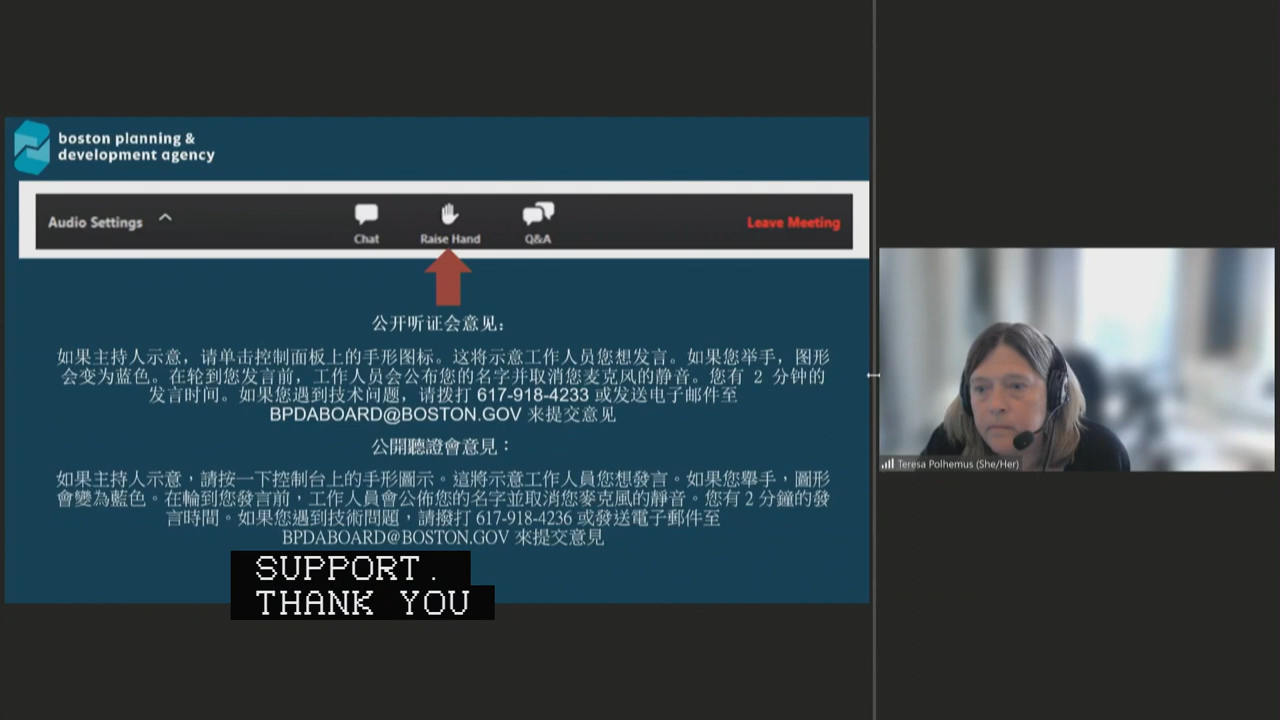 boston planning &
development agency
Audio Settings
Chat
Raise Hand
Q&A
Leave Meeting
公开听证会意见：
如果主持人示意，请单击控制面板上的手形图标。这将示意工作人员您想发言。如果您举手，图形
会变为蓝色。在轮到您发言前，工作人员会公布您的名字并取消您麦克风的静音。您有 2 分钟的
发言时间。如果您遇到技术问题，请拨打 617-918-4233 或发送电子邮件至
BPDABOARD@BOSTON.GOV 来提交意见
公開聽證會意見：
如果主持人示意，請按一下控制台上的手形圖示。這將示意工作人員您想發言。如果您舉手，圖形
會變為藍色。在輪到您發言前，工作人員會公佈您的名字並取消您麥克風的靜音。您有 2 分鐘的發
言時間。如果您遇到技術問題，請撥打 617-918-4236 或發送電子郵件至
BPDABOARD@BOSTON.GOV 來提交意見
SUPPORT.
THANK YOU
Teresa Polhemus (She/Her)